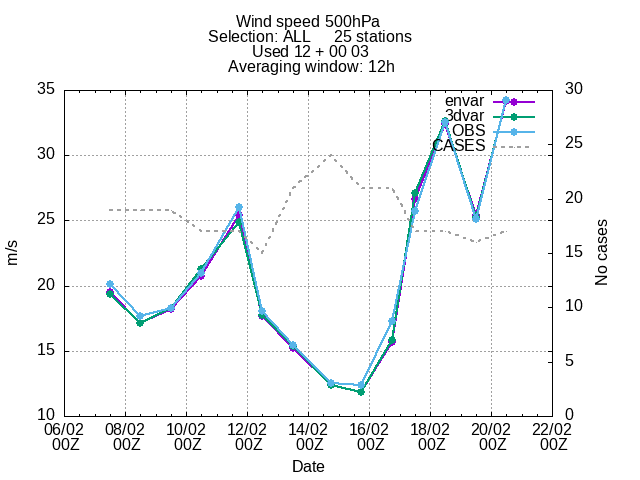 Wind speed 500hPa
Selection: ALL 25 stations
Used 12 + 00 03
Averaging window: 12h
35
30
25
20
15
10
m/s
30
25
20
15
10
5
0
No cases
envar
3dvar
OBS
CASES
06/02 08/02 10/02 12/02 14/02 16/02 18/02 20/02 22/02
00Z 00Z 00Z 00Z 00Z 00Z 00Z 00Z 00Z
Date